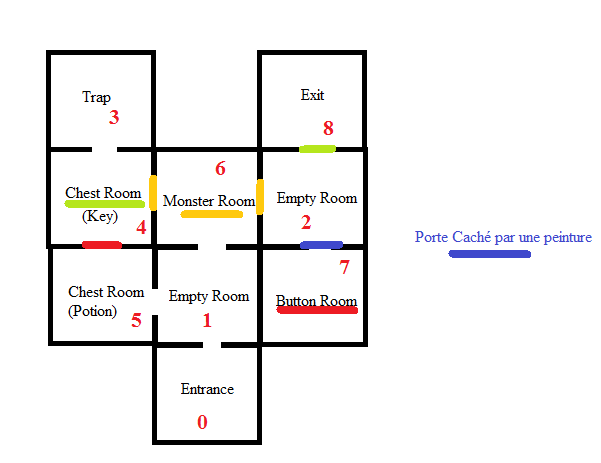 Trap
3
Exit
8
Chest Room
(Key)
4
6
Monster Room
Empty Room
2
Porte Caché par une peinture
Chest Room
(Potion)
5
Empty Room
1
7
Button Room
Entrance
0